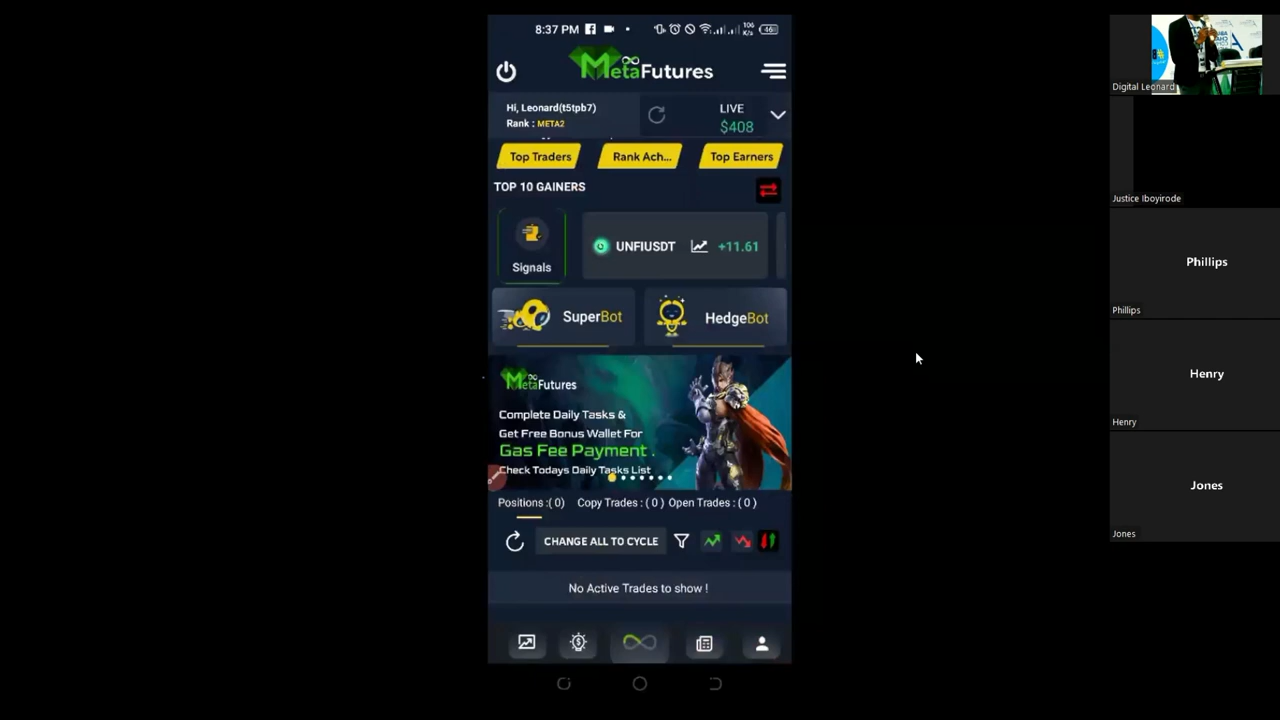 8:37 PM
106
K/s
46
MetaFutures
Hi, Leonard(t5tpb7)
Rank : META2
LIVE
$408
Top Traders
Rank Ach...
Top Earners
TOP 10 GAINERS
Signals
UNFIUSDT
+11.61
SuperBot
HedgeBot
MetaFutures
Complete Daily Tasks &
Get Free Bonus Wallet For
Gas Fee Payment .
Check Todays Daily Tasks List
Positions :( 0) Copy Trades : ( 0 ) Open Trades : ( 0 )
CHANGE ALL TO CYCLE
No Active Trades to show !
Digital Leonard
Justice Iboyirode
Phillips
Phillips
Henry
Henry
Jones
Jones